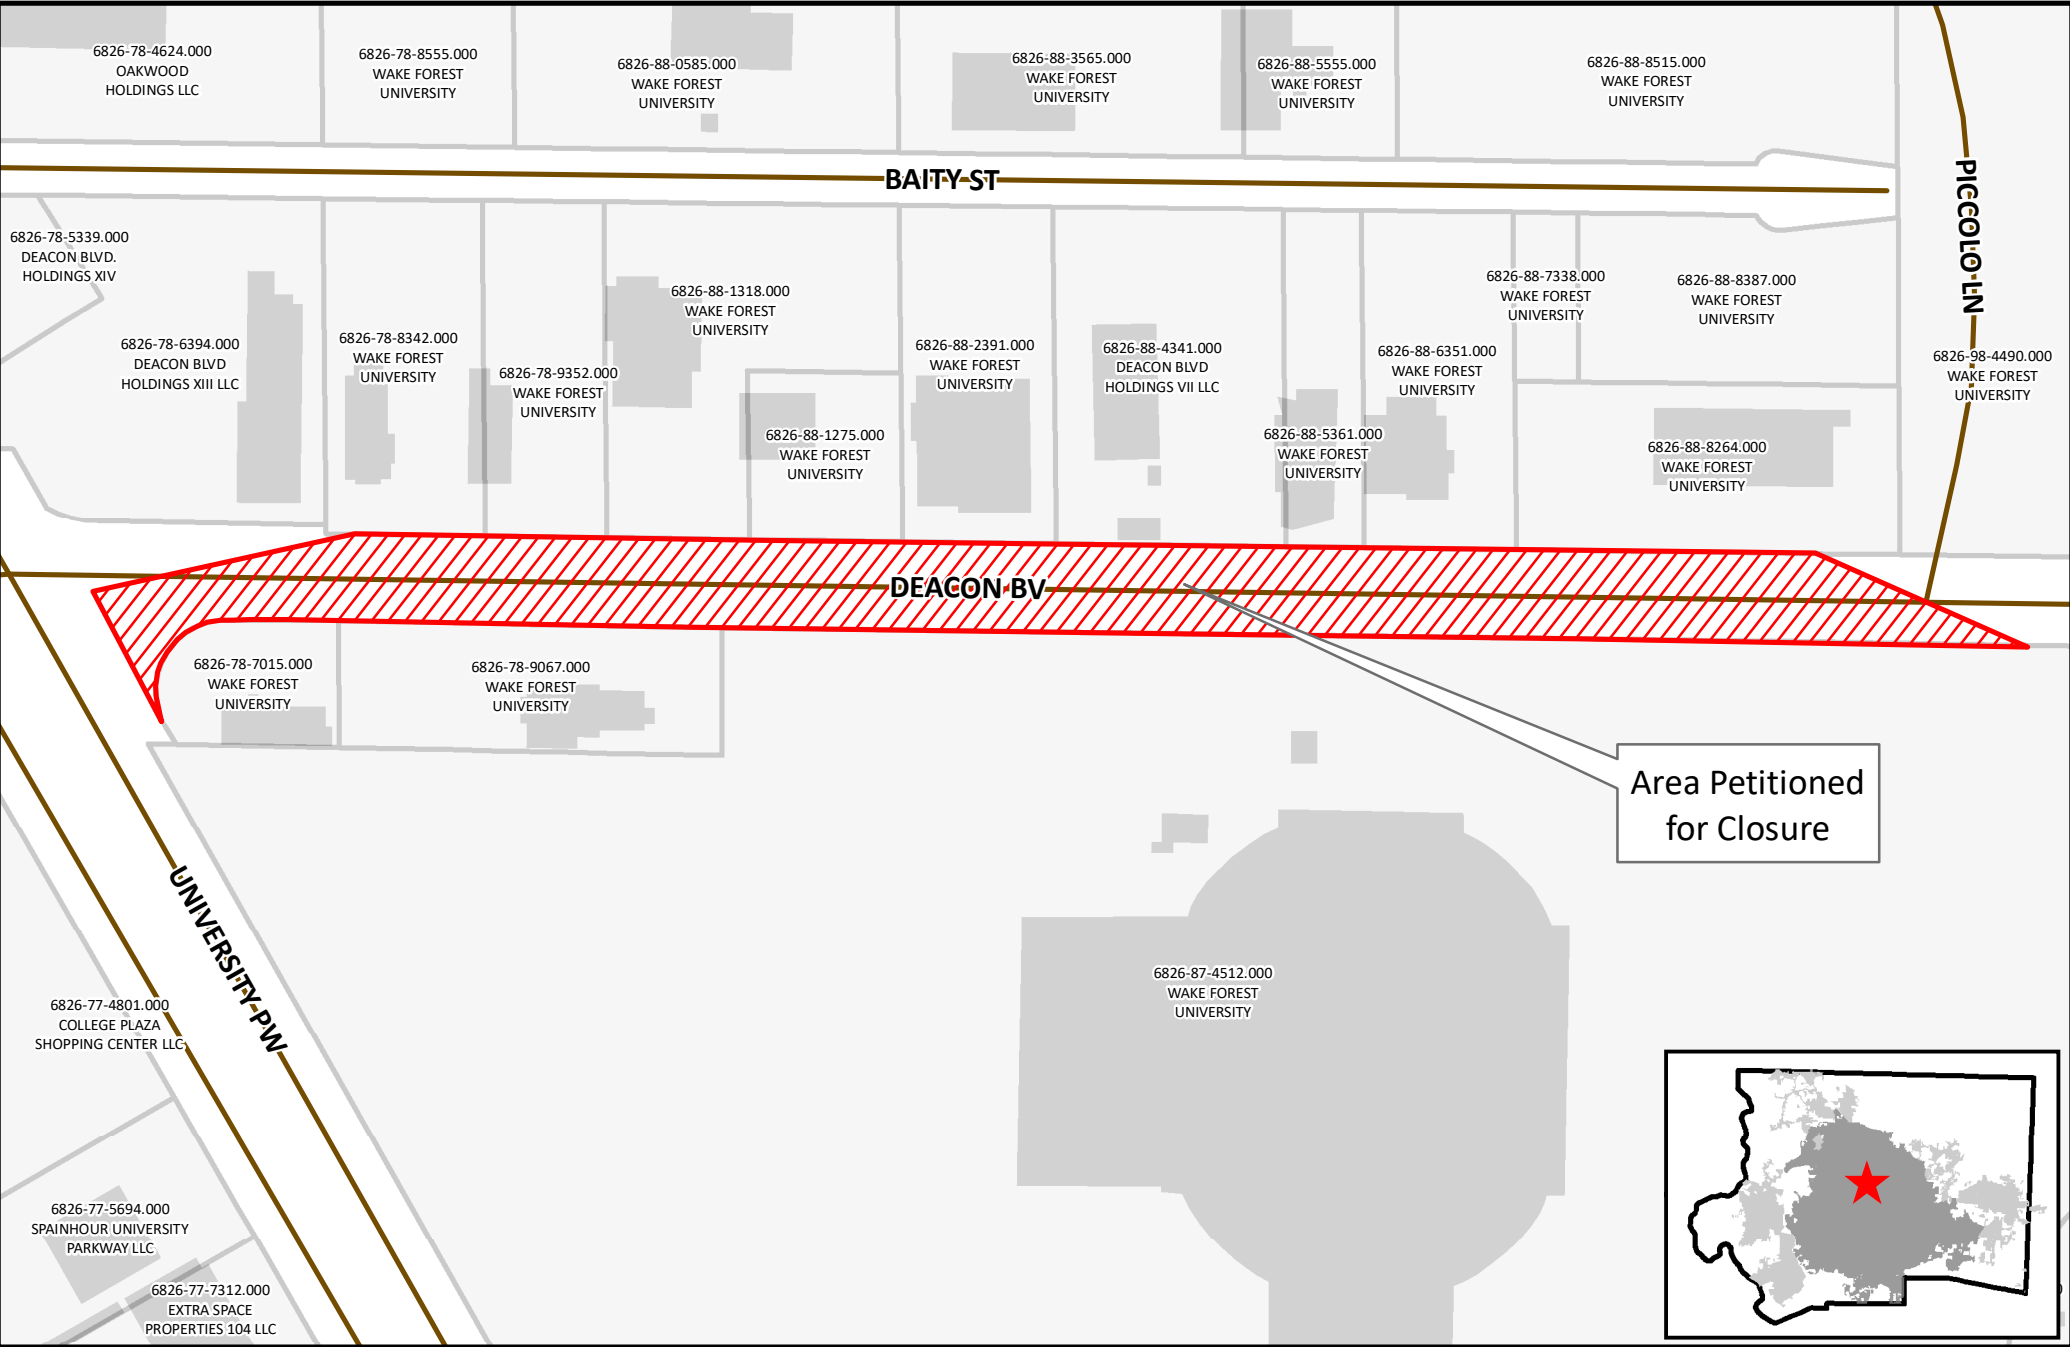 6826-78-4624.000
OAKWOOD
HOLDINGS LLC
6826-78-8555.000
WAKE FOREST
UNIVERSITY
6826-88-0585.000
WAKE FOREST
UNIVERSITY
6826-88-3565.000
WAKE FOREST
UNIVERSITY
6826-88-5555.000
WAKE FOREST
UNIVERSITY
6826-88-8515.000
WAKE FOREST
UNIVERSITY
BAITY ST
PICCOLO LN
6826-78-5339.000
DEACON BLVD.
HOLDINGS XIV
6826-78-6394.000
DEACON BLVD
HOLDINGS XIII LLC
6826-78-8342.000
WAKE FOREST
UNIVERSITY
6826-78-9352.000
WAKE FOREST
UNIVERSITY
6826-88-1318.000
WAKE FOREST
UNIVERSITY
6826-88-1275.000
WAKE FOREST
UNIVERSITY
6826-88-2391.000
WAKE FOREST
UNIVERSITY
6826-88-4341.000
DEACON BLVD
HOLDINGS VII LLC
6826-88-5361.000
WAKE FOREST
UNIVERSITY
6826-88-6351.000
WAKE FOREST
UNIVERSITY
6826-88-7338.000
WAKE FOREST
UNIVERSITY
6826-88-8387.000
WAKE FOREST
UNIVERSITY
6826-88-8264.000
WAKE FOREST
UNIVERSITY
6826-98-4490.000
WAKE FOREST
UNIVERSITY
DEACON BV
6826-78-7015.000
WAKE FOREST
UNIVERSITY
6826-78-9067.000
WAKE FOREST
UNIVERSITY
Area Petitioned
for Closure
UNIVERSITY PW
6826-87-4512.000
WAKE FOREST
UNIVERSITY
6826-77-4801.000
COLLEGE PLAZA
SHOPPING CENTER LLC
6826-77-5694.000
SPAINHOUR UNIVERSITY
PARKWAY LLC
6826-77-7312.000
EXTRA SPACE
PROPERTIES 104 LLC